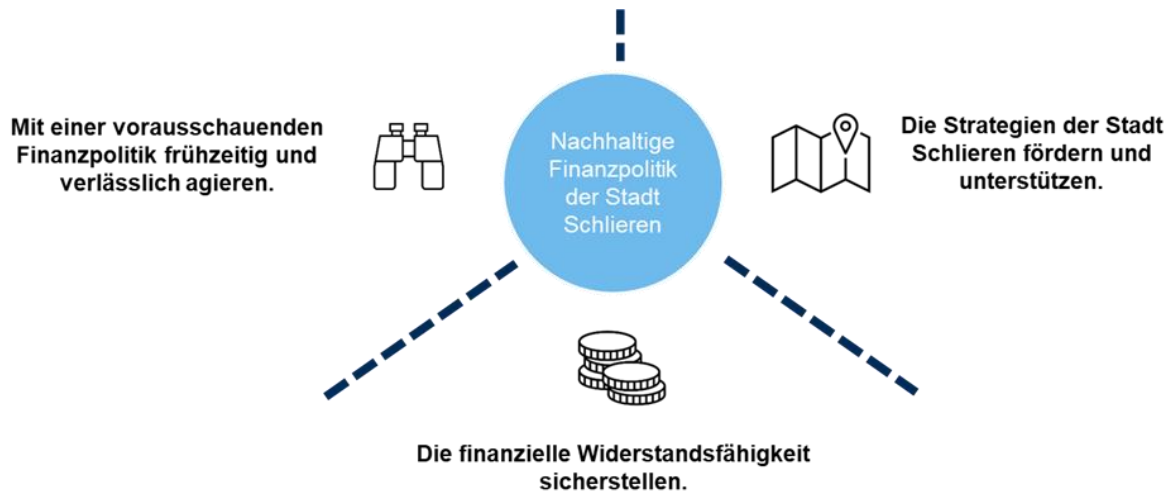 Mit einer vorausschauenden
Finanzpolitik frühzeitig und
verlässlich agieren.
Nachhaltige
Finanzpolitik
der Stadt
Schlieren
Die Strategien der Stadt
Schlieren fördern und
unterstützen.
Die finanzielle Widerstandsfähigkeit
sicherstellen.